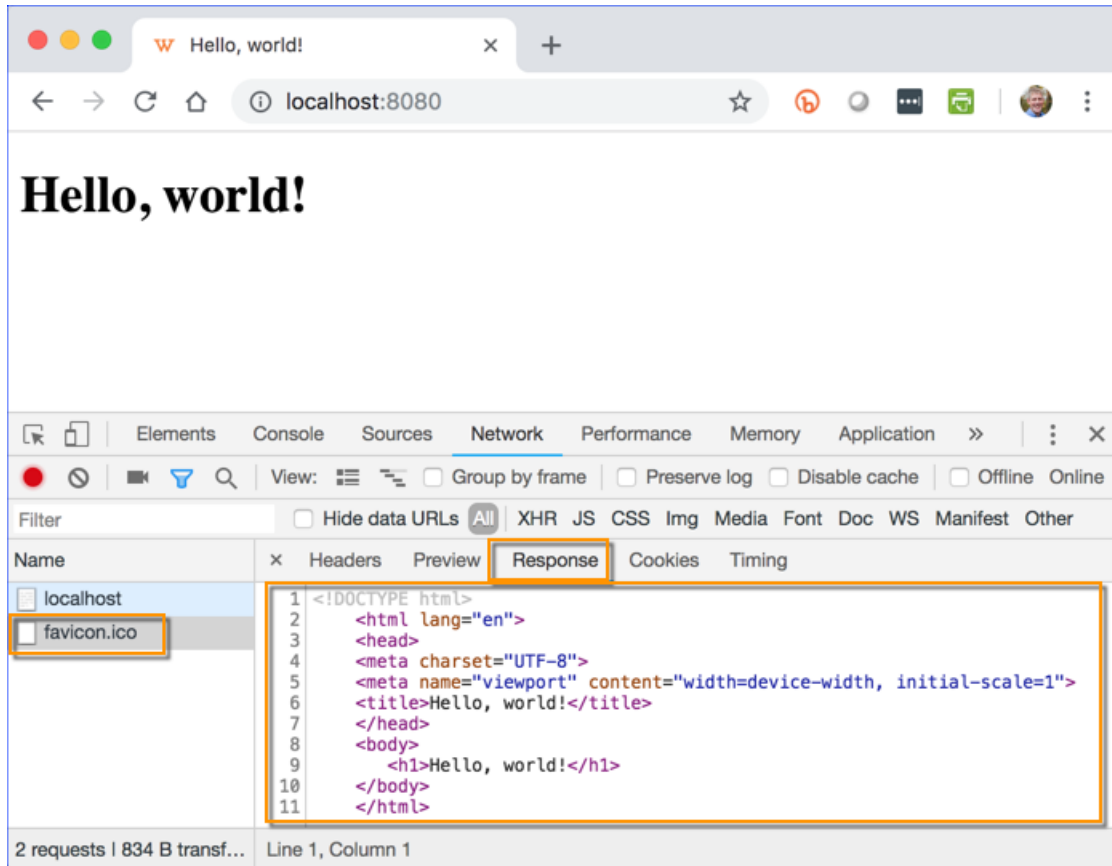 W Hello, world! × +
localhost:8080
Hello, world!
Elements Console Sources Network Performance Memory Application » ×
View: Group by frame Preserve log Disable cache Offline Online
Filter Hide data URLs All XHR JS CSS Img Media Font Doc WS Manifest Other
Name × Headers Preview Response Cookies Timing
localhost
favicon.ico
1 <!DOCTYPE html>
2 <html lang="en">
3 <head>
4 <meta charset="UTF-8">
5 <meta name="viewport" content="width=device-width, initial-scale=1">
6 <title>Hello, world!</title>
7 </head>
8 <body>
9 <h1>Hello, world!</h1>
10 </body>
11 </html>
2 requests | 834 B transf... Line 1, Column 1